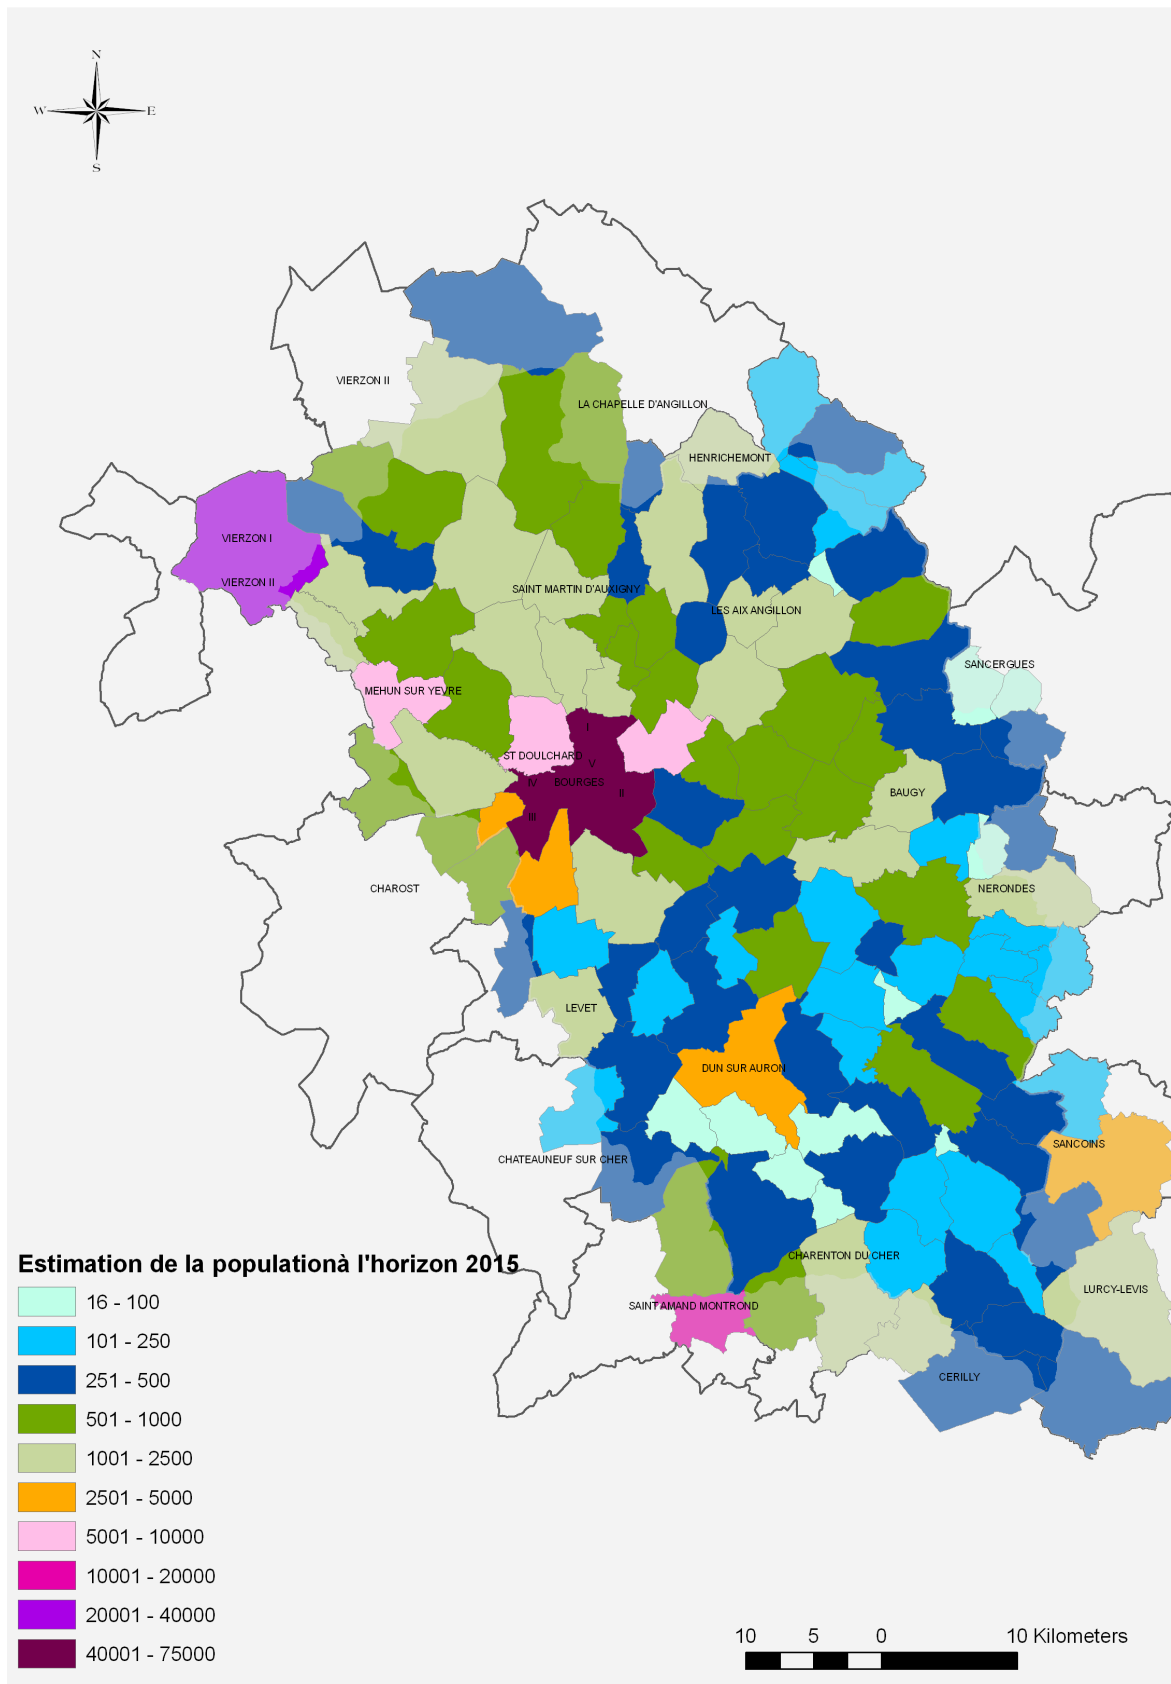 N
W E
S
VIERZON II
LA CHAPELLE D'ANGILLON
HENRICHEMONT
VIERZON I
VIERZON II
SAINT MARTIN D'AUXIGNY
LES AIX ANGILLON
SANCERGUES
MEHUN SUR YEVRE
I
ST DOULCHARD
V
IV
BOURGES
II
BAUGY
III
CHAROST
NERONDES
LEVET
DUN SUR AURON
SANCOINS
CHATEAUNEUF SUR CHER
CHARENTON DU CHER
LURCY-LEVIS
SAINT AMAND MONTROND
CERILLY
Estimation de la populationà l'horizon 2015
16 - 100
101 - 250
251 - 500
501 - 1000
1001 - 2500
2501 - 5000
5001 - 10000
10001 - 20000
20001 - 40000
40001 - 75000
10 5 0 10 Kilometers